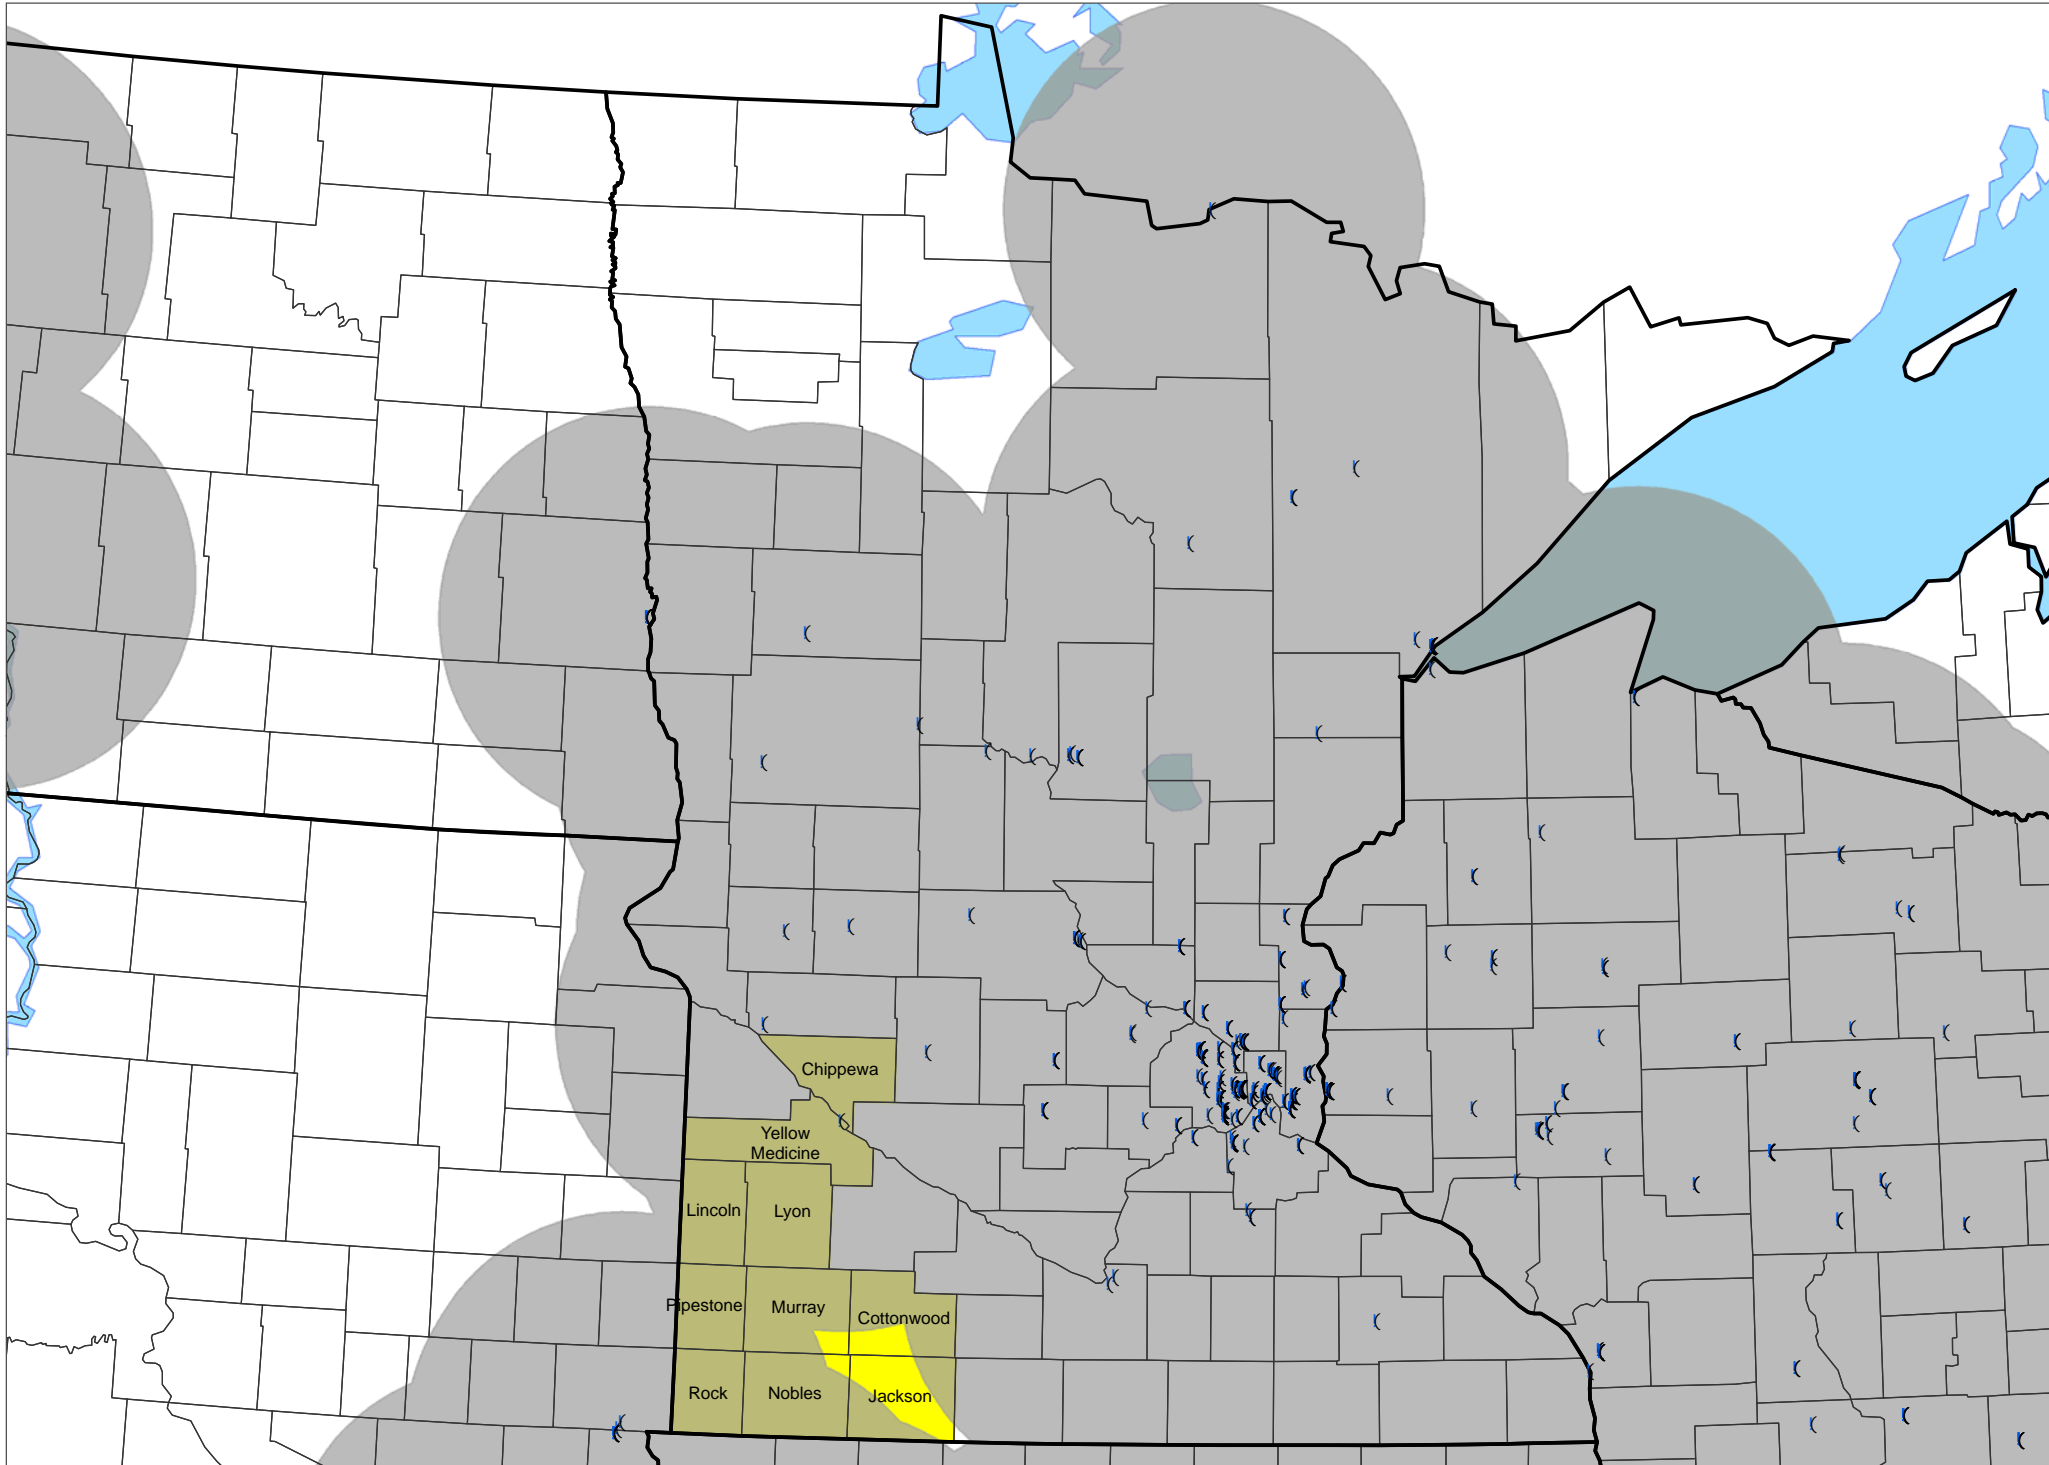 Chippewa
Yellow
Medicine
Lincoln
Lyon
Pipestone
Murray
Cottonwood
Rock
Nobles
Jackson